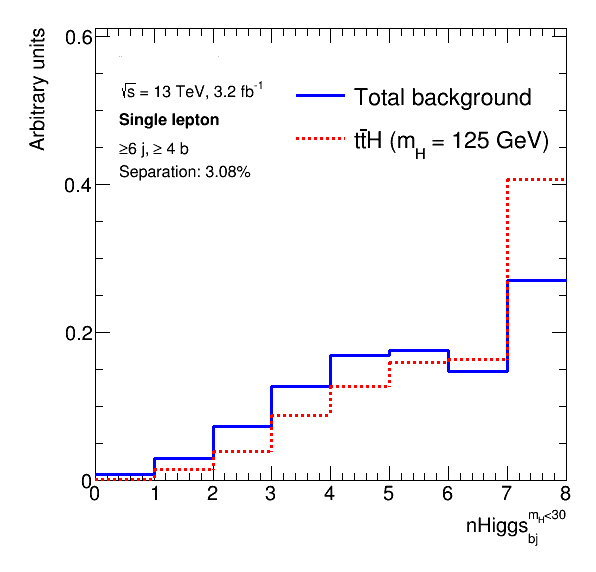 0.6
Arbitrary units
√s = 13 TeV, 3.2 fb⁻¹
Total background
Single lepton
tt̄H (m_H = 125 GeV)
≥6 j, ≥ 4 b
Separation: 3.08%
0.4
0.2
0
0 1 2 3 4 5 6 7 8
nHiggs_bj^{m_H<30}